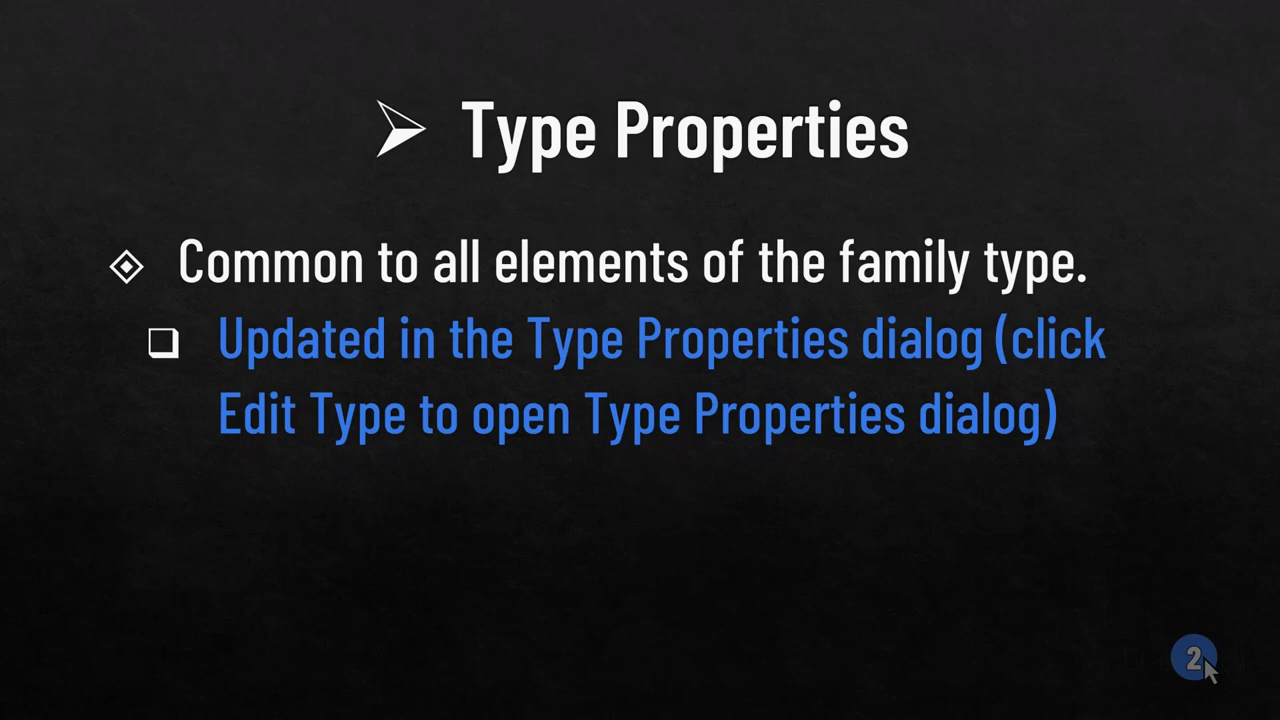 Type Properties
Common to all elements of the family type.
Updated in the Type Properties dialog (click
Edit Type to open Type Properties dialog)
2